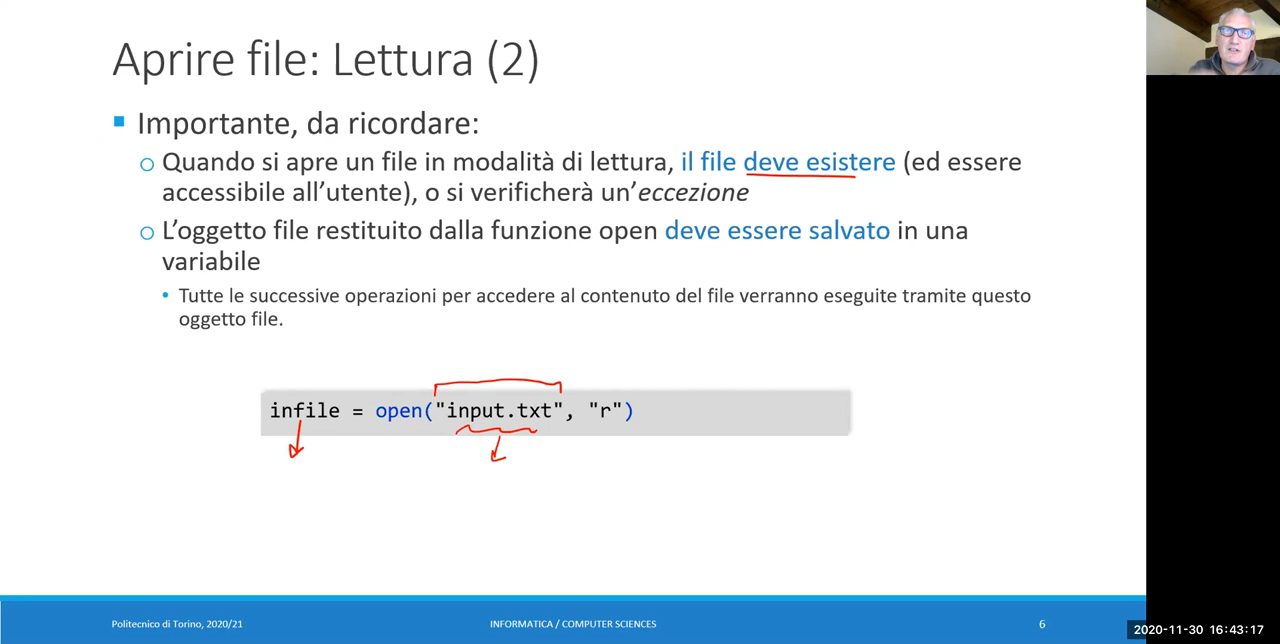 Aprire file: Lettura (2)
Importante, da ricordare:
Quando si apre un file in modalità di lettura, il file deve esistere (ed essere
accessibile all’utente), o si verificherà un’eccezione
L’oggetto file restituito dalla funzione open deve essere salvato in una
variabile
Tutte le successive operazioni per accedere al contenuto del file verranno eseguite tramite questo
oggetto file.
infile = open("input.txt", "r")
Politecnico di Torino, 2020/21
INFORMATICA / COMPUTER SCIENCES
6
2020-11-30 16:43:17